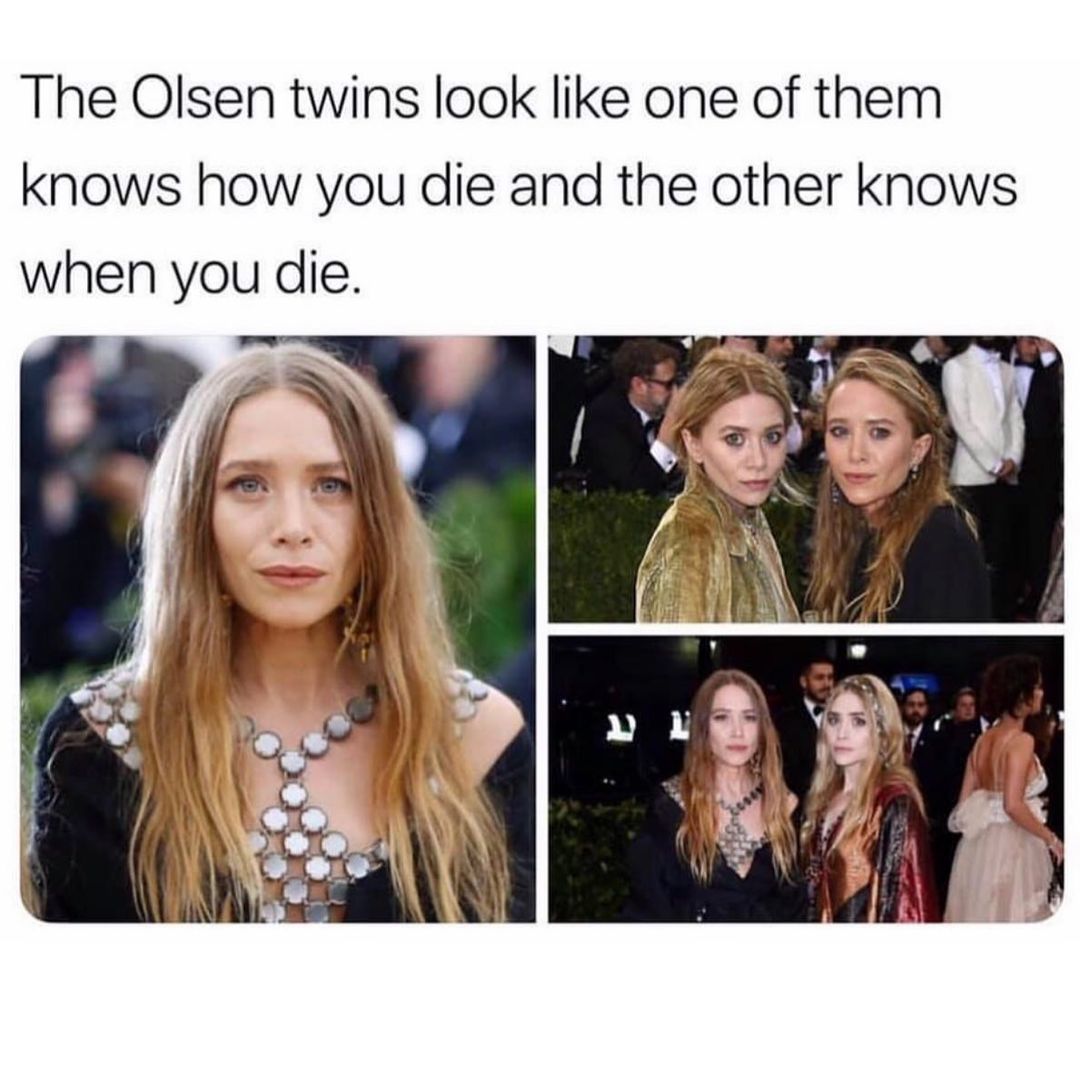 The Olsen twins look like one of them
knows how you die and the other knows
when you die.